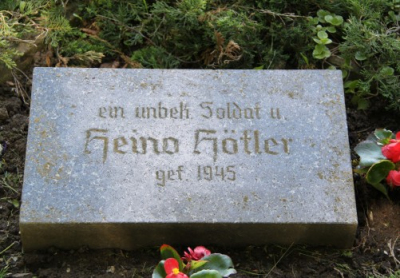 ein unbek. Soldat u.
Heino Hötler
gef. 1945